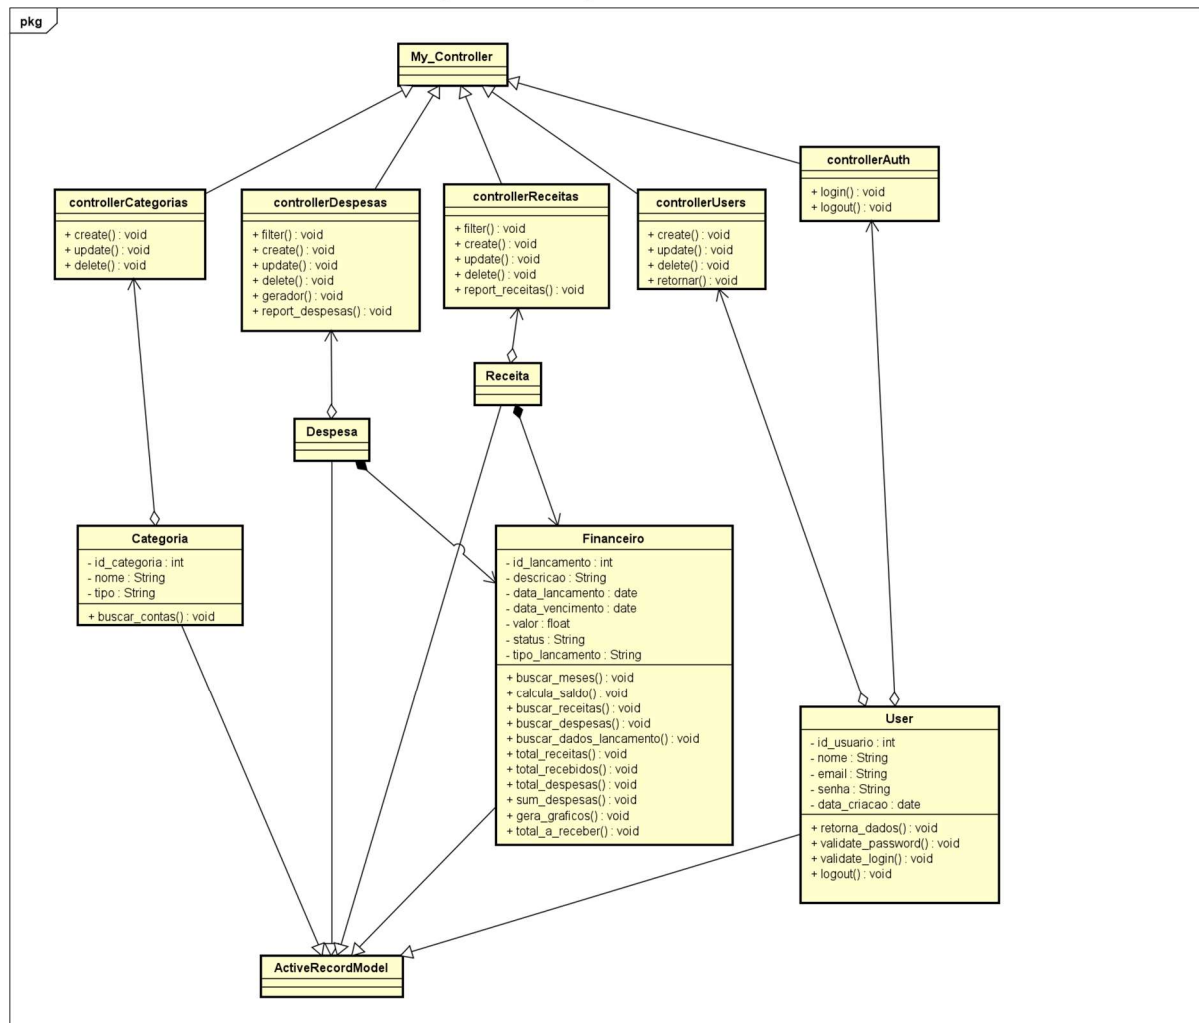 pkg
My_Controller
controllerAuth
+ login() : void
+ logout() : void
controllerCategorias
+ create() : void
+ update() : void
+ delete() : void
controllerDespesas
+ filter() : void
+ create() : void
+ update() : void
+ delete() : void
+ gerador() : void
+ report_despesas() : void
controllerReceitas
+ filter() : void
+ create() : void
+ update() : void
+ delete() : void
+ report_receitas() : void
controllerUsers
+ create() : void
+ update() : void
+ delete() : void
+ retornar() : void
Receita
Despesa
Categoria
- id_categoria : int
- nome : String
- tipo : String
+ buscar_contas() : void
Financeiro
- id_lancamento : int
- descricao : String
- data_lancamento : date
- data_vencimento : date
- valor : float
- status : String
- tipo_lancamento : String
+ buscar_meses() : void
+ calcula_saldo() : void
+ buscar_receitas() : void
+ buscar_despesas() : void
+ buscar_dados_lancamento() : void
+ total_receitas() : void
+ total_recebidos() : void
+ total_despesas() : void
+ sum_despesas() : void
+ gera_graficos() : void
+ total_a_receber() : void
User
- id_usuario : int
- nome : String
- email : String
- senha : String
- data_criacao : date
+ retorna_dados() : void
+ validate_password() : void
+ validate_login() : void
+ logout() : void
ActiveRecordModel